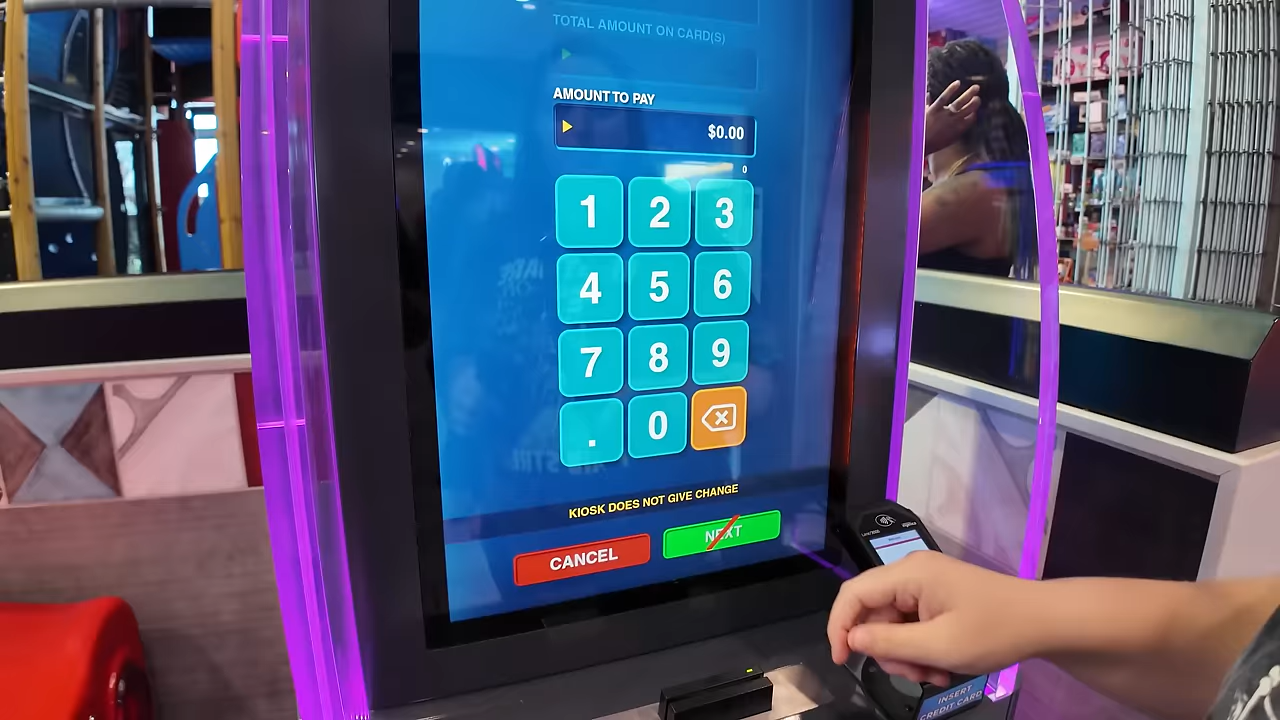 TOTAL AMOUNT ON CARD(S)
AMOUNT TO PAY
$0.00
0
1 2 3
4 5 6
7 8 9
. 0
KIOSK DOES NOT GIVE CHANGE
CANCEL
NEXT
INSERT
CREDIT CARD